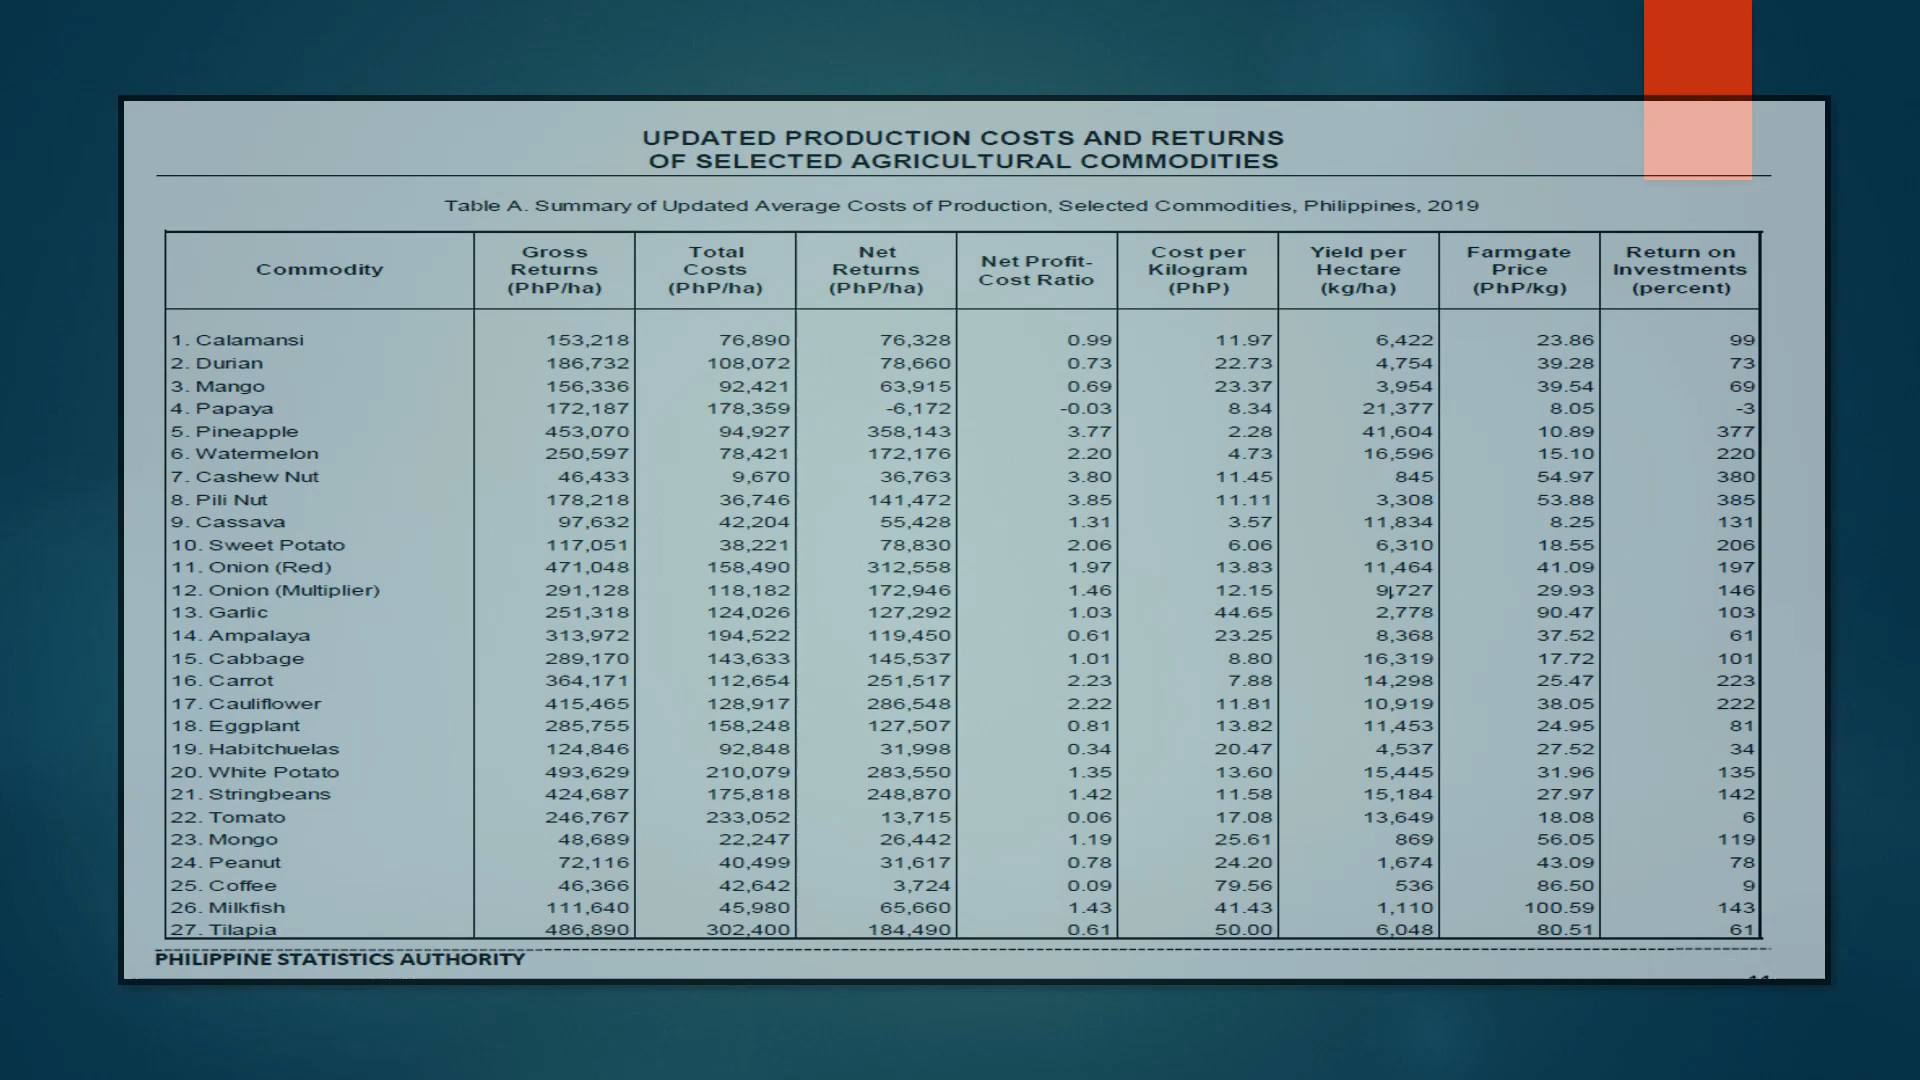 UPDATED PRODUCTION COSTS AND RETURNS
OF SELECTED AGRICULTURAL COMMODITIES
Table A. Summary of Updated Average Costs of Production, Selected Commodities, Philippines, 2019
Commodity Gross Returns (PhP/ha) Total Costs (PhP/ha) Net Returns (PhP/ha) Net Profit-Cost Ratio Cost per Kilogram (PhP) Yield per Hectare (kg/ha) Farmgate Price (PhP/kg) Return on Investments (percent)
1. Calamansi 153,218 76,890 76,328 0.99 11.97 6,422 23.86 99
2. Durian 186,732 108,072 78,660 0.73 22.73 4,754 39.28 73
3. Mango 156,336 92,421 63,915 0.69 23.37 3,954 39.54 69
4. Papaya 172,187 178,359 -6,172 -0.03 8.34 21,377 8.05 -3
5. Pineapple 453,070 94,927 358,143 3.77 2.28 41,604 10.89 377
6. Watermelon 250,597 78,421 172,176 2.20 4.73 16,596 15.10 220
7. Cashew Nut 46,433 9,670 36,763 3.80 11.45 845 54.97 380
8. Pili Nut 178,218 36,746 141,472 3.85 11.11 3,308 53.88 385
9. Cassava 97,632 42,204 55,428 1.31 3.57 11,834 8.25 131
10. Sweet Potato 117,051 38,221 78,830 2.06 6.06 6,310 18.55 206
11. Onion (Red) 471,048 158,490 312,558 1.97 13.83 11,464 41.09 197
12. Onion (Multiplier) 291,128 118,182 172,946 1.46 12.15 9,727 29.93 146
13. Garlic 251,318 124,026 127,292 1.03 44.65 2,778 90.47 103
14. Ampalaya 313,972 194,522 119,450 0.61 23.25 8,368 37.52 61
15. Cabbage 289,170 143,633 145,537 1.01 8.80 16,319 17.72 101
16. Carrot 364,171 112,654 251,517 2.23 7.88 14,298 25.47 223
17. Cauliflower 415,465 128,917 286,548 2.22 11.81 10,919 38.05 222
18. Eggplant 285,755 158,248 127,507 0.81 13.82 11,453 24.95 81
19. Habitchuelas 124,846 92,848 31,998 0.34 20.47 4,537 27.52 34
20. White Potato 493,629 210,079 283,550 1.35 13.60 15,445 31.96 135
21. Stringbeans 424,687 175,818 248,870 1.42 11.58 15,184 27.97 142
22. Tomato 246,767 233,052 13,715 0.06 17.08 13,649 18.08 6
23. Mongo 48,689 22,247 26,442 1.19 25.61 869 56.05 119
24. Peanut 72,116 40,499 31,617 0.78 24.20 1,674 43.09 78
25. Coffee 46,366 42,642 3,724 0.09 79.56 536 86.50 9
26. Milkfish 111,640 45,980 65,660 1.43 41.43 1,110 100.59 143
27. Tilapia 486,890 302,400 184,490 0.61 50.00 6,048 80.51 61
PHILIPPINE STATISTICS AUTHORITY